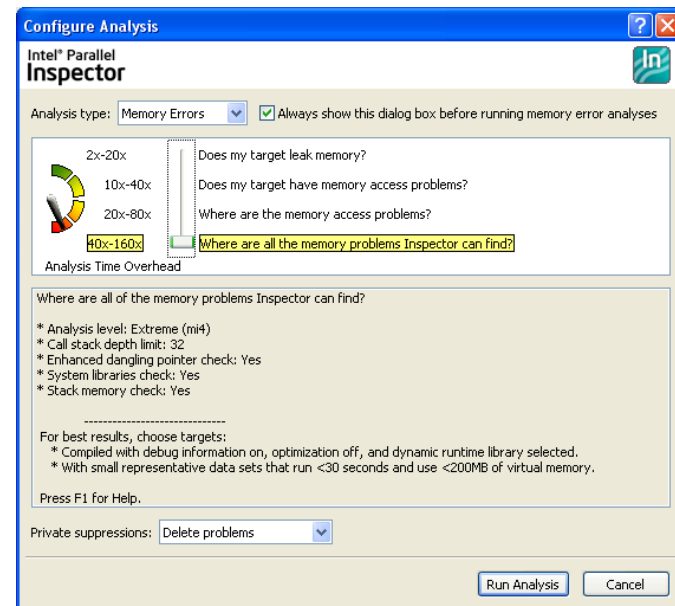 Configure Analysis
Intel® Parallel
Inspector
In
Analysis type: Memory Errors Always show this dialog box before running memory error analyses
2x-20x Does my target leak memory?
10x-40x Does my target have memory access problems?
20x-80x Where are the memory access problems?
40x-160x Where are all the memory problems Inspector can find?
Analysis Time Overhead
Where are all of the memory problems Inspector can find?
* Analysis level: Extreme (mi4)
* Call stack depth limit: 32
* Enhanced dangling pointer check: Yes
* System libraries check: Yes
* Stack memory check: Yes
------------------------------
For best results, choose targets:
* Compiled with debug information on, optimization off, and dynamic runtime library selected.
* With small representative data sets that run <30 seconds and use <200MB of virtual memory.
Press F1 for Help.
Private suppressions: Delete problems
Run Analysis Cancel